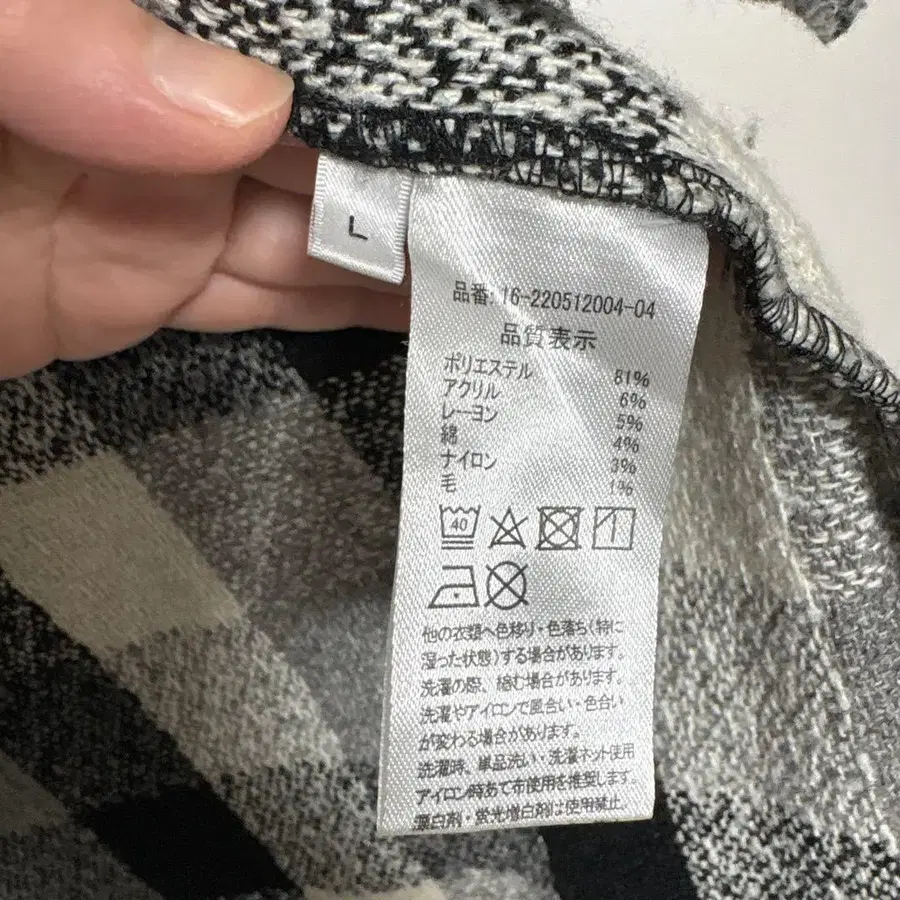 L
品番: 16-220512004-04
品質表示
ポリエステル 81%
アクリル 6%
レーヨン 5%
綿 4%
ナイロン 3%
毛 1%
40
他の衣類へ色移り・色落ち(特に
湿った状態)する場合があります。
洗濯の際、縮む場合があります。
洗濯やアイロンで風合い・色合い
が変わる場合があります。
洗濯時、単品洗い・洗濯ネット使用
アイロン時あて布使用を推奨します。
漂白剤・蛍光増白剤は使用禁止。